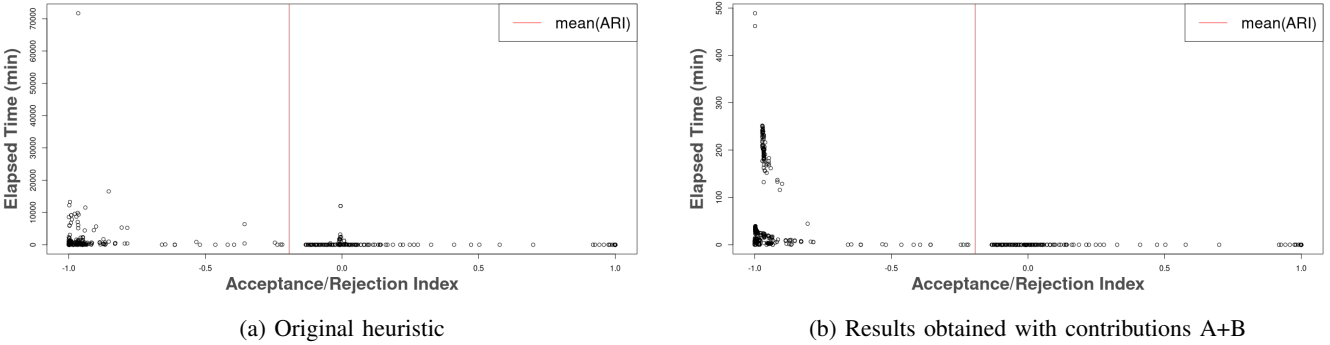 mean(ARI)
Elapsed Time (min)
70000
60000
50000
40000
30000
20000
10000
0
-1.0 -0.5 0.0 0.5 1.0
Acceptance/Rejection Index
(a) Original heuristic
mean(ARI)
Elapsed Time (min)
500
400
300
200
100
0
-1.0 -0.5 0.0 0.5 1.0
Acceptance/Rejection Index
(b) Results obtained with contributions A+B